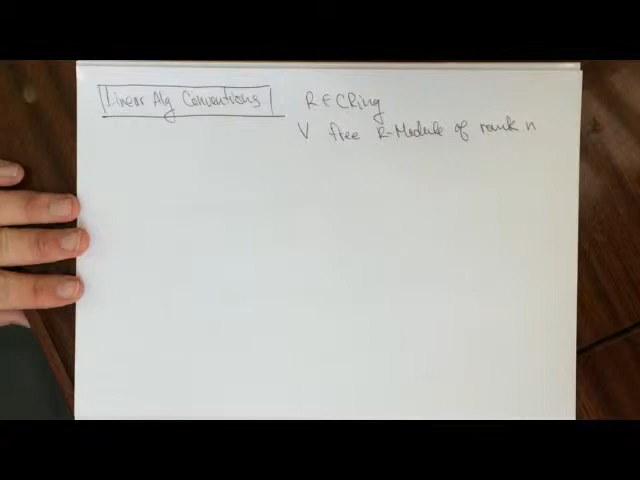 Linear Alg Conventions
R ∈ CRing
V free R-Module of rank n